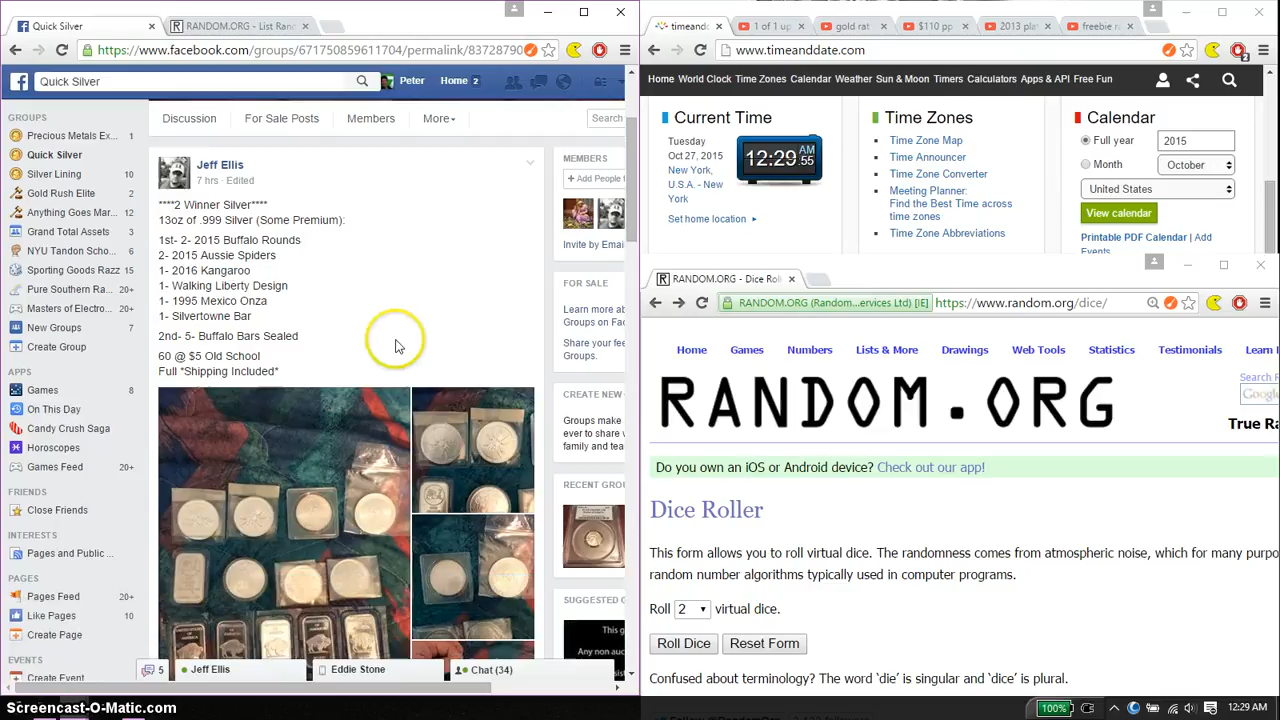 Quick Silver
RANDOM.ORG - List Ran
https://www.facebook.com/groups/671750859611704/permalink/83728790
Quick Silver
Peter
Home 2
GROUPS
Precious Metals Ex... 1
Quick Silver
Silver Lining 10
Gold Rush Elite 2
Anything Goes Mar... 12
Grand Total Assets 3
NYU Tandon Scho... 6
Sporting Goods Razz 15
Pure Southern Ra...
Masters of Electro...
New Groups 7
Create Group
APPS
Games 8
On This Day
Candy Crush Saga
Horoscopes
Games Feed 20+
FRIENDS
Close Friends
INTERESTS
Pages and Public ...
PAGES
Pages Feed 20+
Like Pages 10
Create Page
EVENTS
Create Event
Discussion
For Sale Posts
Members
More
Search
Jeff Ellis
7 hrs · Edited
****2 Winner Silver****
13oz of .999 Silver (Some Premium):
1st- 2- 2015 Buffalo Rounds
2- 2015 Aussie Spiders
1- 2016 Kangaroo
1- Walking Liberty Design
1- 1995 Mexico Onza
1- Silvertowne Bar
2nd- 5- Buffalo Bars Sealed
60 @ $5 Old School
Full *Shipping Included*
MEMBERS
+ Add People t
Invite by Emai
FOR SALE
Learn more ab
Groups on Fac
Share your fee
Groups.
CREATE NEW
Groups make
ever to share w
family and tea
RECENT GRO
SUGGESTED
This g
Any non auc
5
Jeff Ellis
Eddie Stone
Chat (34)
timeand
1 of 1 up
gold rat
$110 pp
2013 plat
freebie r
www.timeanddate.com
2
Home World Clock Time Zones Calendar Weather Sun & Moon Timers Calculators Apps & API Free Fun
Current Time
Tuesday
Oct 27, 2015
New York,
U.S.A. - New
York
12:29 AM .55
Set home location
Time Zones
Time Zone Map
Time Announcer
Time Zone Converter
Meeting Planner:
Find the Best Time across
time zones
Time Zone Abbreviations
Calendar
Full year 2015
Month October
United States
View calendar
Printable PDF Calendar | Add
Events
RANDOM.ORG - Dice Roll
RANDOM.ORG (Random...ervices Ltd) [IE] https://www.random.org/dice/
Home Games Numbers Lists & More Drawings Web Tools Statistics Testimonials Learn
RANDOM.ORG
Search R
Google
True Ra
Do you own an iOS or Android device? Check out our app!
Dice Roller
This form allows you to roll virtual dice. The randomness comes from atmospheric noise, which for many purpo
random number algorithms typically used in computer programs.
Roll 2 virtual dice.
Roll Dice
Reset Form
Confused about terminology? The word ‘die’ is singular and ‘dice’ is plural.
Screencast-O-Matic.com
100%
12:29 AM